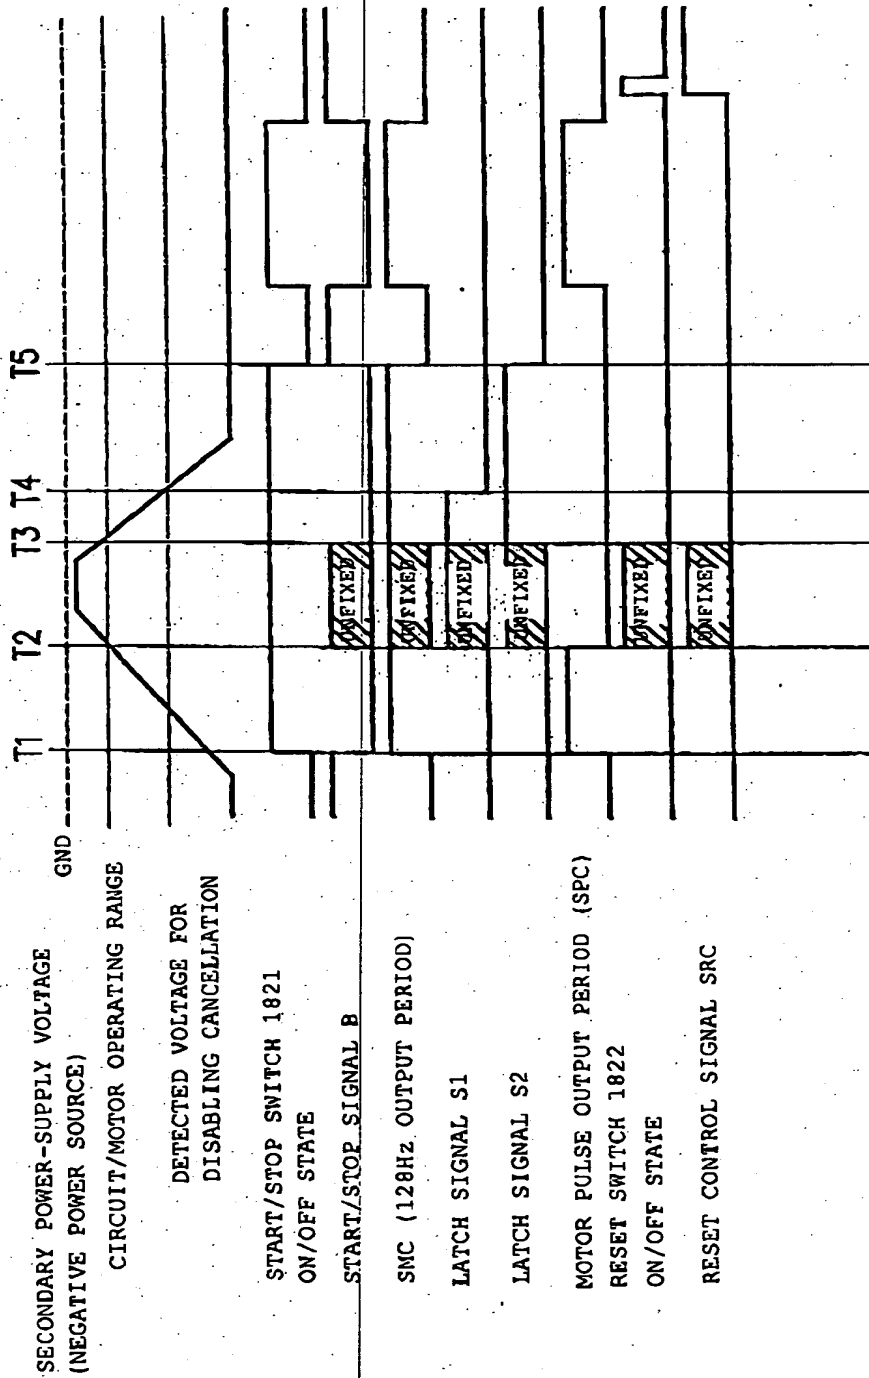 T1 T2 T3 T4 T5
GND
SECONDARY POWER-SUPPLY VOLTAGE
(NEGATIVE POWER SOURCE)
CIRCUIT/MOTOR OPERATING RANGE
DETECTED VOLTAGE FOR
DISABLING CANCELLATION
START/STOP SWITCH 1821
ON/OFF STATE
START/STOP SIGNAL B
UNFIXED
SMC (128Hz OUTPUT PERIOD)
UNFIXED
LATCH SIGNAL S1
UNFIXED
LATCH SIGNAL S2
UNFIXED
MOTOR PULSE OUTPUT PERIOD (SPC)
RESET SWITCH 1822
ON/OFF STATE
UNFIXED
RESET CONTROL SIGNAL SRC
UNFIXED